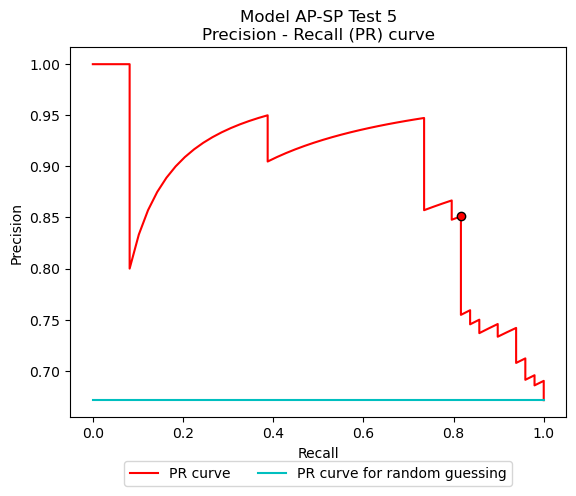 Model AP-SP Test 5
Precision - Recall (PR) curve
Precision
1.00
0.95
0.90
0.85
0.80
0.75
0.70
0.0 0.2 0.4 0.6 0.8 1.0
Recall
PR curve PR curve for random guessing